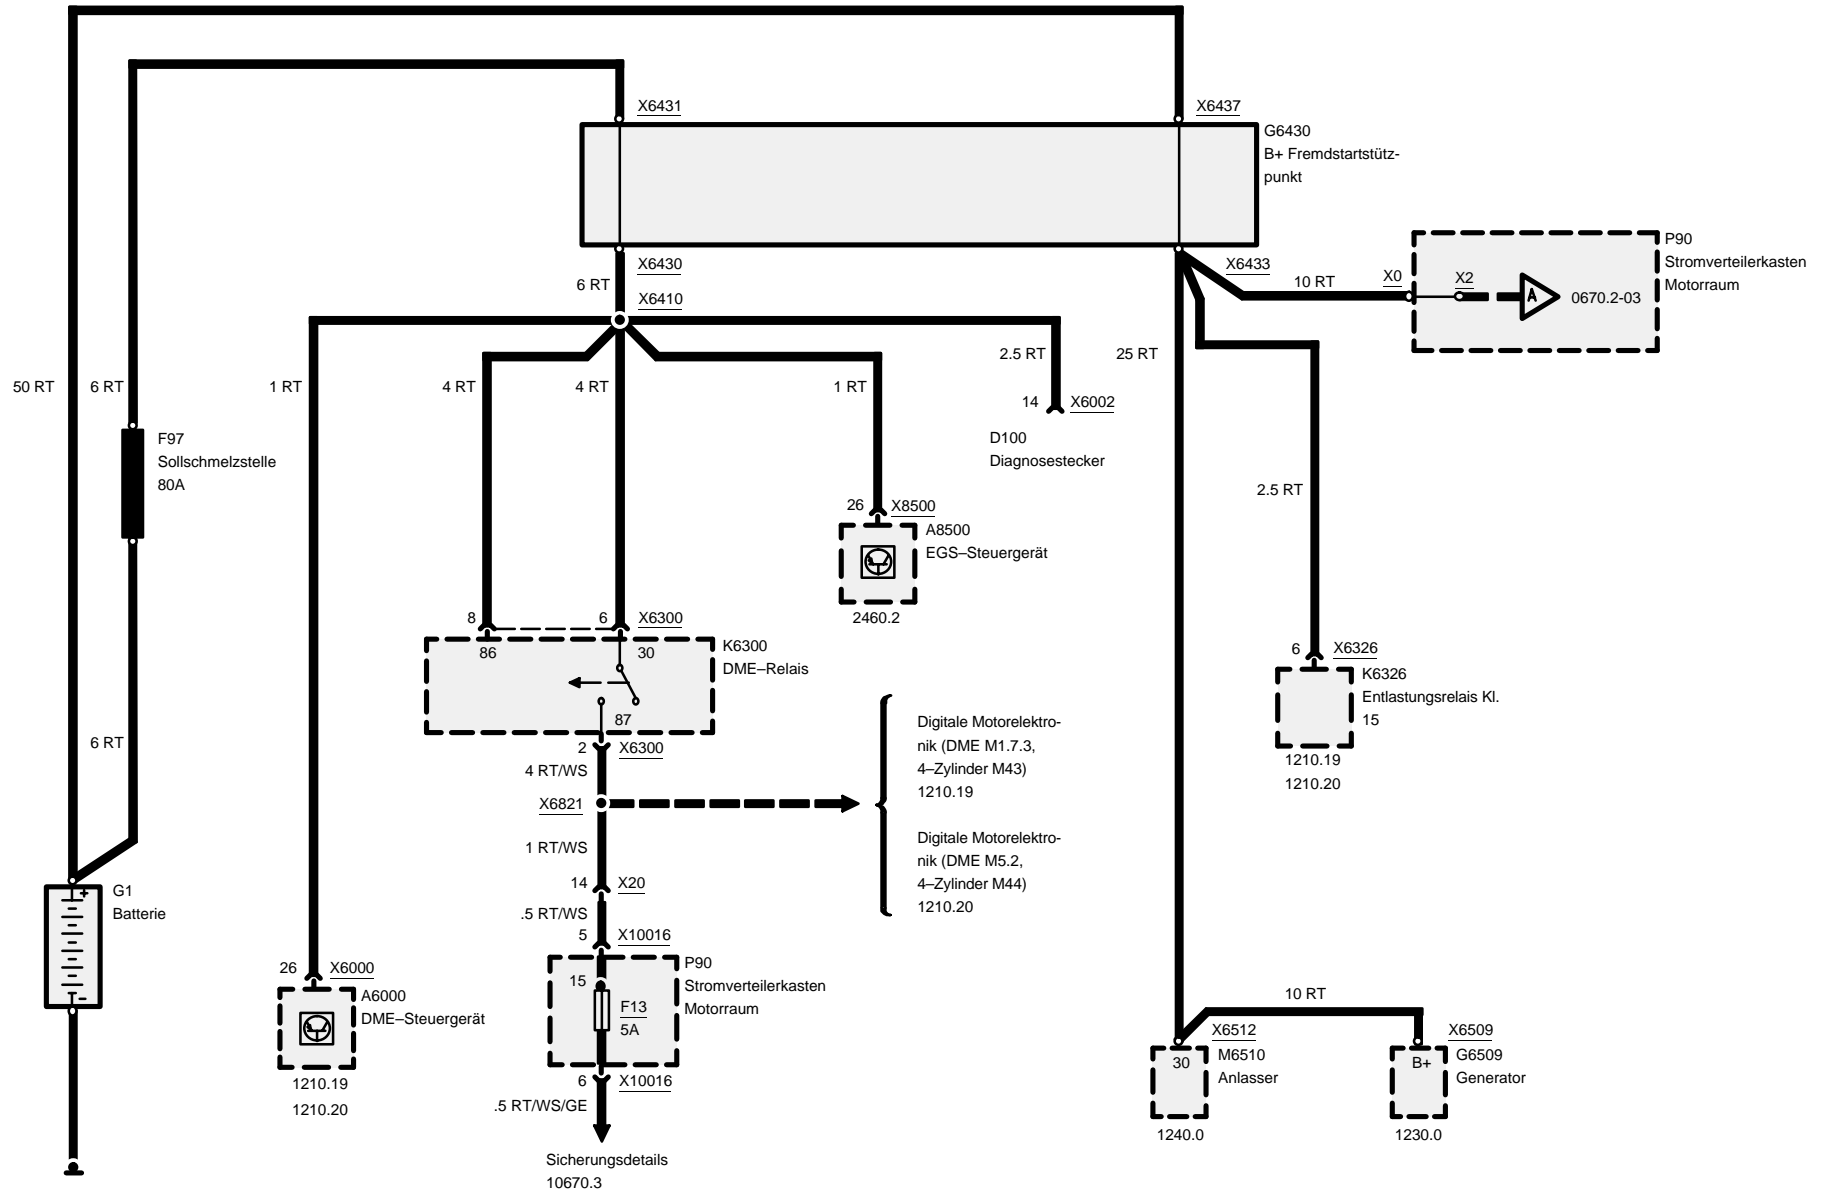 X6431
X6437
G6430
B+ Fremdstartstütz-
punkt
P90
Stromverteilerkasten
Motorraum
X6430
X6433
6 RT
X6410
10 RT
X0
X2
A
0670.2-03
50 RT
6 RT
1 RT
4 RT
4 RT
1 RT
2.5 RT
25 RT
14
X6002
D100
Diagnosestecker
F97
Sollschmelzstelle
80A
2.5 RT
26
X8500
A8500
EGS–Steuergerät
2460.2
8
6
X6300
86
30
K6300
DME–Relais
87
6
X6326
K6326
Entlastungsrelais Kl.
15
1210.19
1210.20
6 RT
2
X6300
4 RT/WS
X6821
Digitale Motorelektro-
nik (DME M1.7.3,
4–Zylinder M43)
1210.19
Digitale Motorelektro-
nik (DME M5.2,
4–Zylinder M44)
1210.20
1 RT/WS
14
X20
.5 RT/WS
5
X10016
+
-
G1
Batterie
26
X6000
A6000
DME–Steuergerät
1210.19
1210.20
15
F13
5A
P90
Stromverteilerkasten
Motorraum
6
X10016
.5 RT/WS/GE
Sicherungsdetails
10670.3
10 RT
X6512
30
M6510
Anlasser
1240.0
X6509
B+
G6509
Generator
1230.0